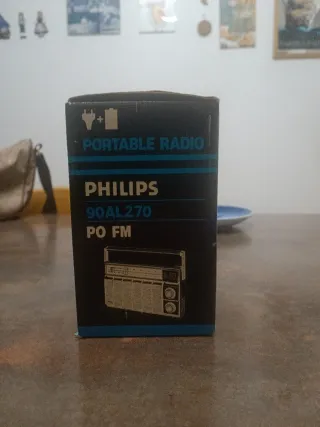 PORTABLE RADIO
PHILIPS
90AL270
PO FM